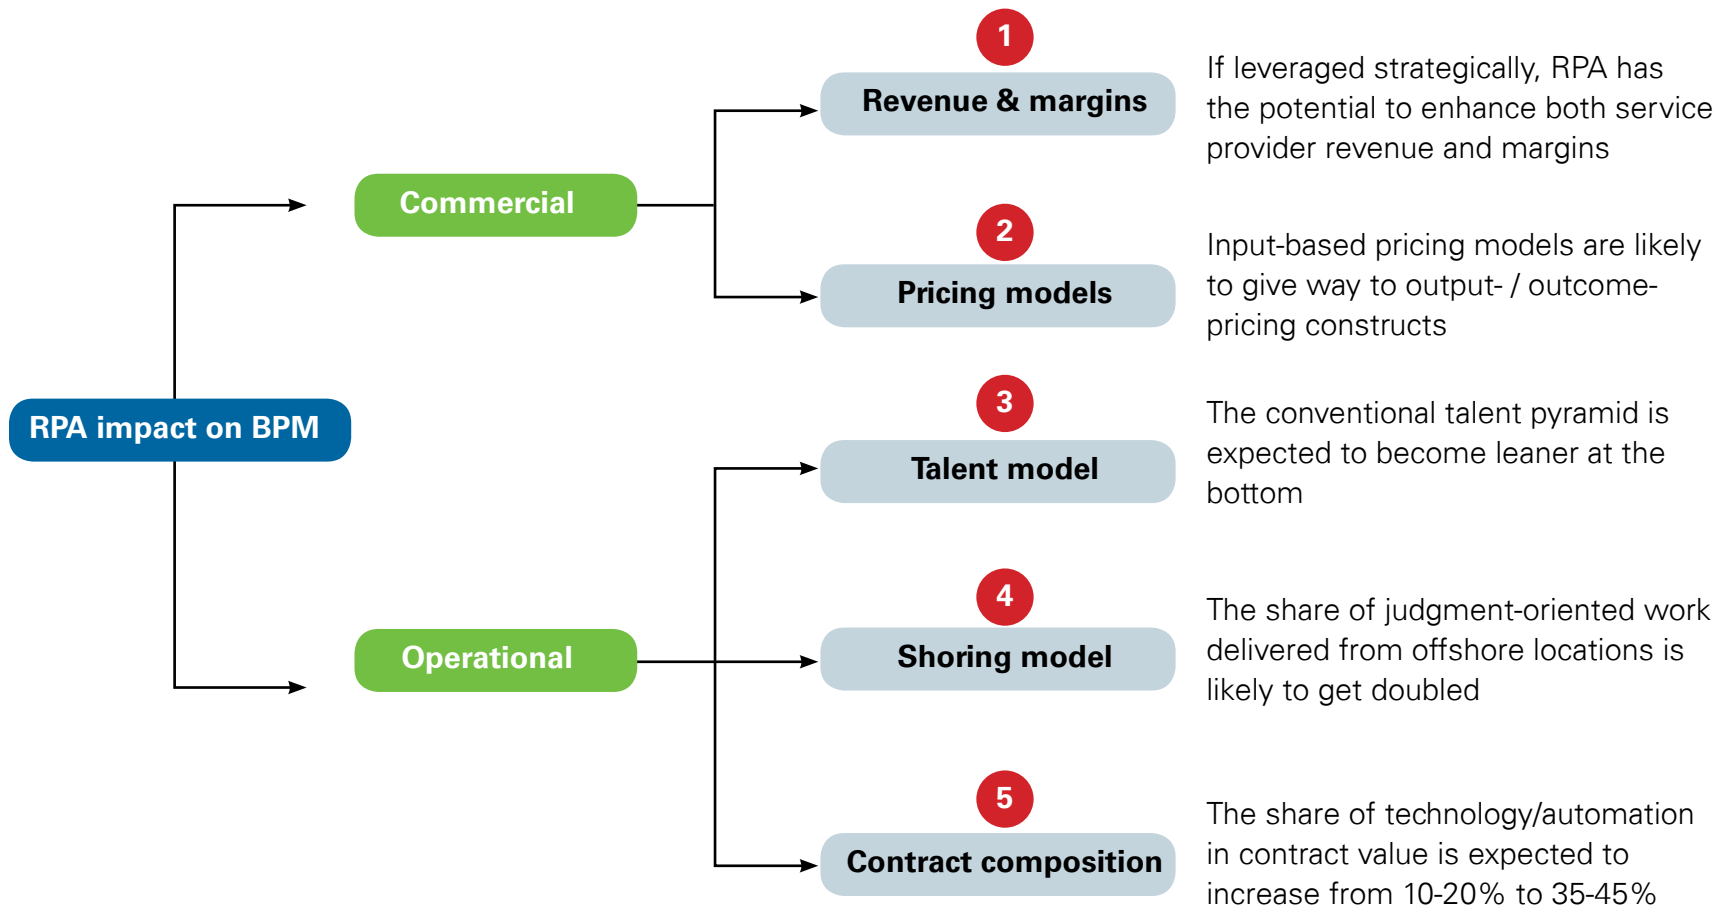 RPA impact on BPM
Commercial
1
Revenue & margins
If leveraged strategically, RPA has
the potential to enhance both service
provider revenue and margins
2
Pricing models
Input-based pricing models are likely
to give way to output- / outcome-
pricing constructs
Operational
3
Talent model
The conventional talent pyramid is
expected to become leaner at the
bottom
4
Shoring model
The share of judgment-oriented work
delivered from offshore locations is
likely to get doubled
5
Contract composition
The share of technology/automation
in contract value is expected to
increase from 10-20% to 35-45%